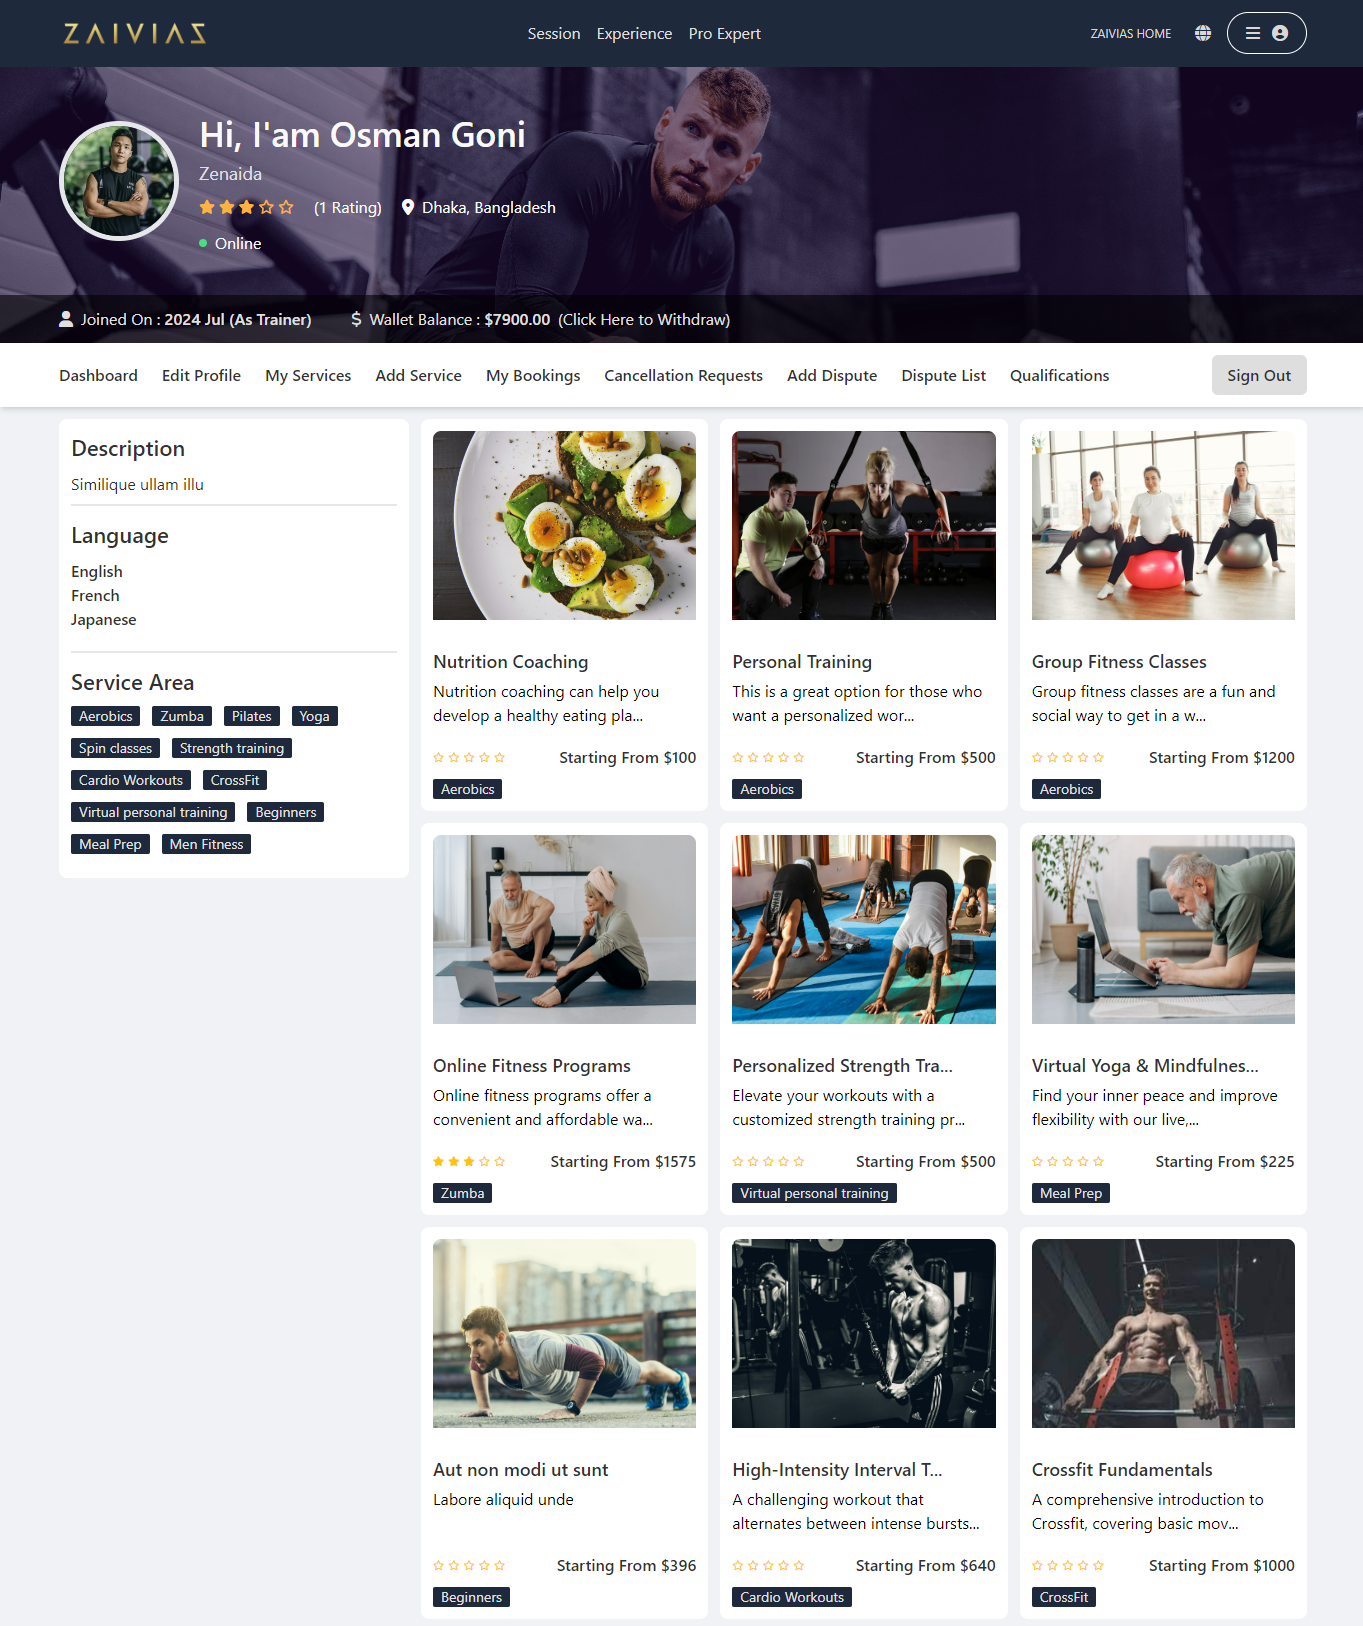 ZAIVIAS
Session Experience Pro Expert
ZAIVIAS HOME
Hi, I'am Osman Goni
Zenaida
(1 Rating) Dhaka, Bangladesh
Online
Joined On : 2024 Jul (As Trainer) Wallet Balance : $7900.00 (Click Here to Withdraw)
Dashboard Edit Profile My Services Add Service My Bookings Cancellation Requests Add Dispute Dispute List Qualifications Sign Out
Description
Similique ullam illu
Language
English
French
Japanese
Service Area
Aerobics Zumba Pilates Yoga
Spin classes Strength training
Cardio Workouts CrossFit
Virtual personal training Beginners
Meal Prep Men Fitness
Nutrition Coaching
Nutrition coaching can help you
develop a healthy eating pla...
Starting From $100
Aerobics
Personal Training
This is a great option for those who
want a personalized wor...
Starting From $500
Aerobics
Group Fitness Classes
Group fitness classes are a fun and
social way to get in a w...
Starting From $1200
Aerobics
Online Fitness Programs
Online fitness programs offer a
convenient and affordable wa...
Starting From $1575
Zumba
Personalized Strength Tra...
Elevate your workouts with a
customized strength training pr...
Starting From $500
Virtual personal training
Virtual Yoga & Mindfulnes...
Find your inner peace and improve
flexibility with our live,...
Starting From $225
Meal Prep
Aut non modi ut sunt
Labore aliquid unde
Starting From $396
Beginners
High-Intensity Interval T...
A challenging workout that
alternates between intense bursts...
Starting From $640
Cardio Workouts
Crossfit Fundamentals
A comprehensive introduction to
Crossfit, covering basic mov...
Starting From $1000
CrossFit